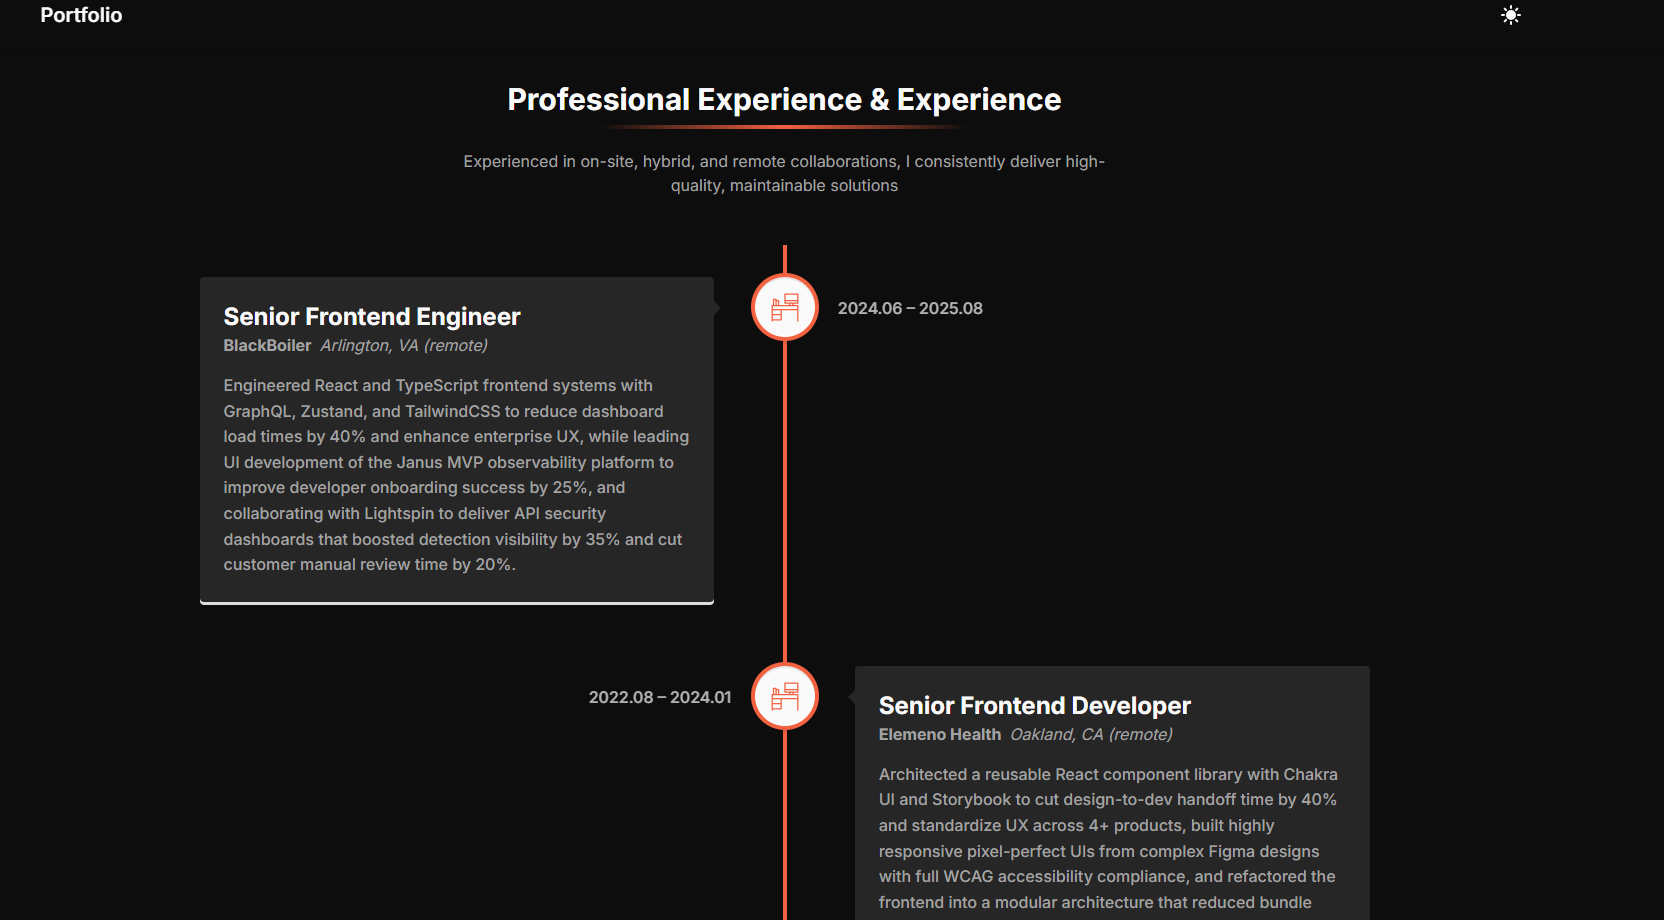 Portfolio
Professional Experience & Experience
Experienced in on-site, hybrid, and remote collaborations, I consistently deliver high-
quality, maintainable solutions
Senior Frontend Engineer
BlackBoiler Arlington, VA (remote)
Engineered React and TypeScript frontend systems with
GraphQL, Zustand, and TailwindCSS to reduce dashboard
load times by 40% and enhance enterprise UX, while leading
UI development of the Janus MVP observability platform to
improve developer onboarding success by 25%, and
collaborating with Lightspin to deliver API security
dashboards that boosted detection visibility by 35% and cut
customer manual review time by 20%.
2024.06 – 2025.08
2022.08 – 2024.01
Senior Frontend Developer
Elemeno Health Oakland, CA (remote)
Architected a reusable React component library with Chakra
UI and Storybook to cut design-to-dev handoff time by 40%
and standardize UX across 4+ products, built highly
responsive pixel-perfect UIs from complex Figma designs
with full WCAG accessibility compliance, and refactored the
frontend into a modular architecture that reduced bundle